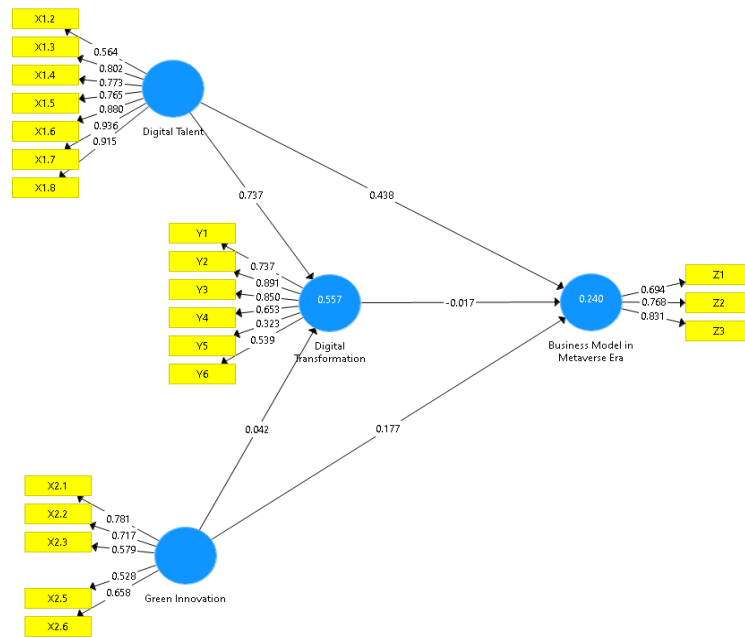 X1.2
X1.3
X1.4
X1.5
X1.6
X1.7
X1.8
0.564
0.802
0.773
0.765
0.880
0.936
0.915
Digital Talent
0.737
0.438
Y1
Y2
Y3
Y4
Y5
Y6
0.737
0.891
0.850
0.653
0.323
0.539
0.557
Digital
Transformation
-0.017
0.240
Business Model in
Metaverse Era
0.694
0.768
0.831
Z1
Z2
Z3
0.042
0.177
X2.1
X2.2
X2.3
X2.5
X2.6
0.781
0.717
0.579
0.528
0.658
Green Innovation